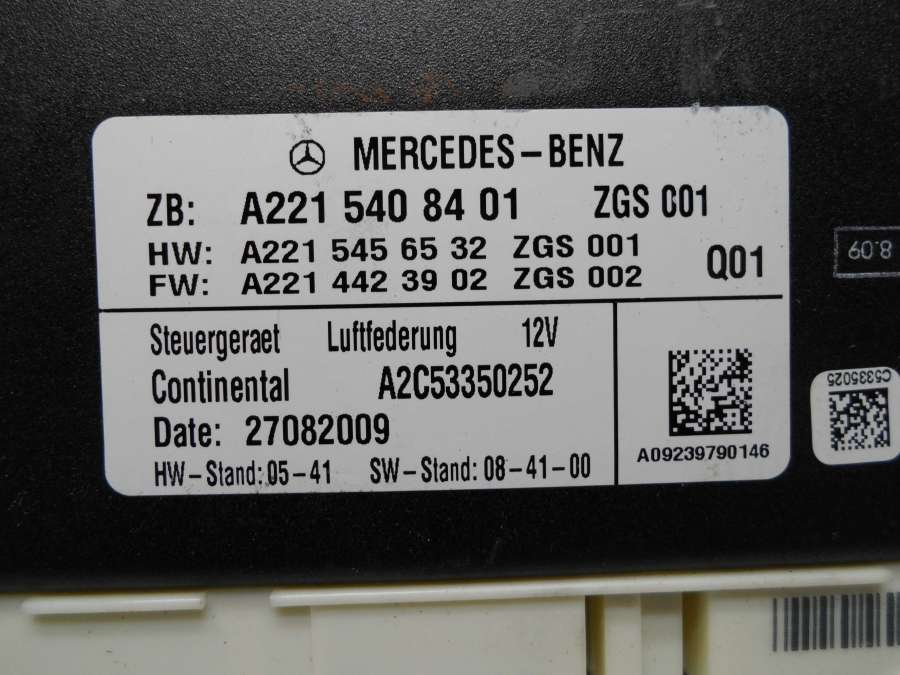 MERCEDES-BENZ
ZB: A221 540 84 01 ZGS 001
HW: A221 545 65 32 ZGS 001
FW: A221 442 39 02 ZGS 002 Q01
Steuergeraet Luftfederung 12V
Continental A2C53350252
Date: 27082009
HW-Stand: 05-41 SW-Stand: 08-41-00
A09239790146
8.09
C5335025